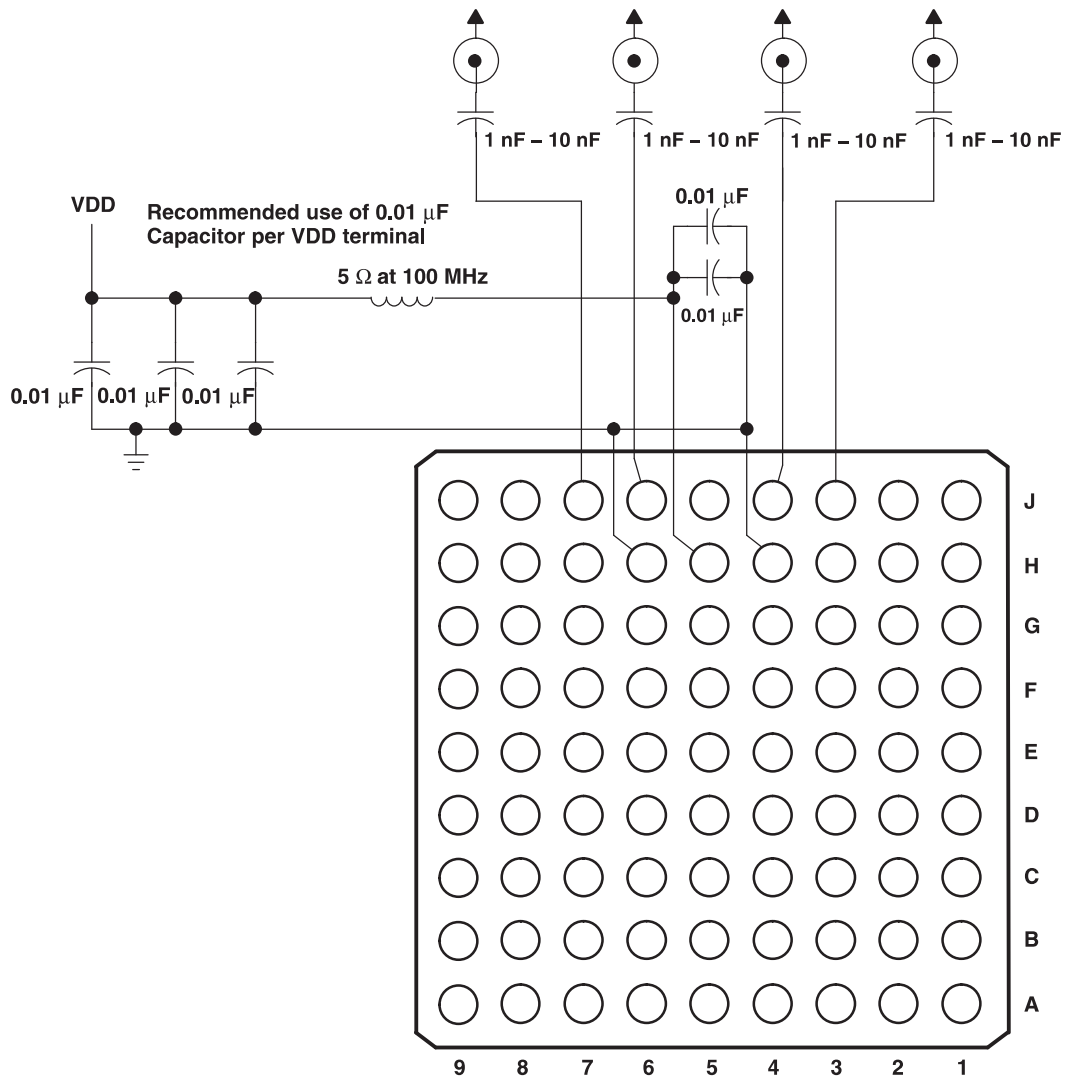 1 nF – 10 nF
1 nF – 10 nF
1 nF – 10 nF
1 nF – 10 nF
VDD
Recommended use of 0.01 μF
Capacitor per VDD terminal
0.01 μF
5 Ω at 100 MHz
0.01 μF
0.01 μF
0.01 μF
0.01 μF
J
H
G
F
E
D
C
B
A
9 8 7 6 5 4 3 2 1